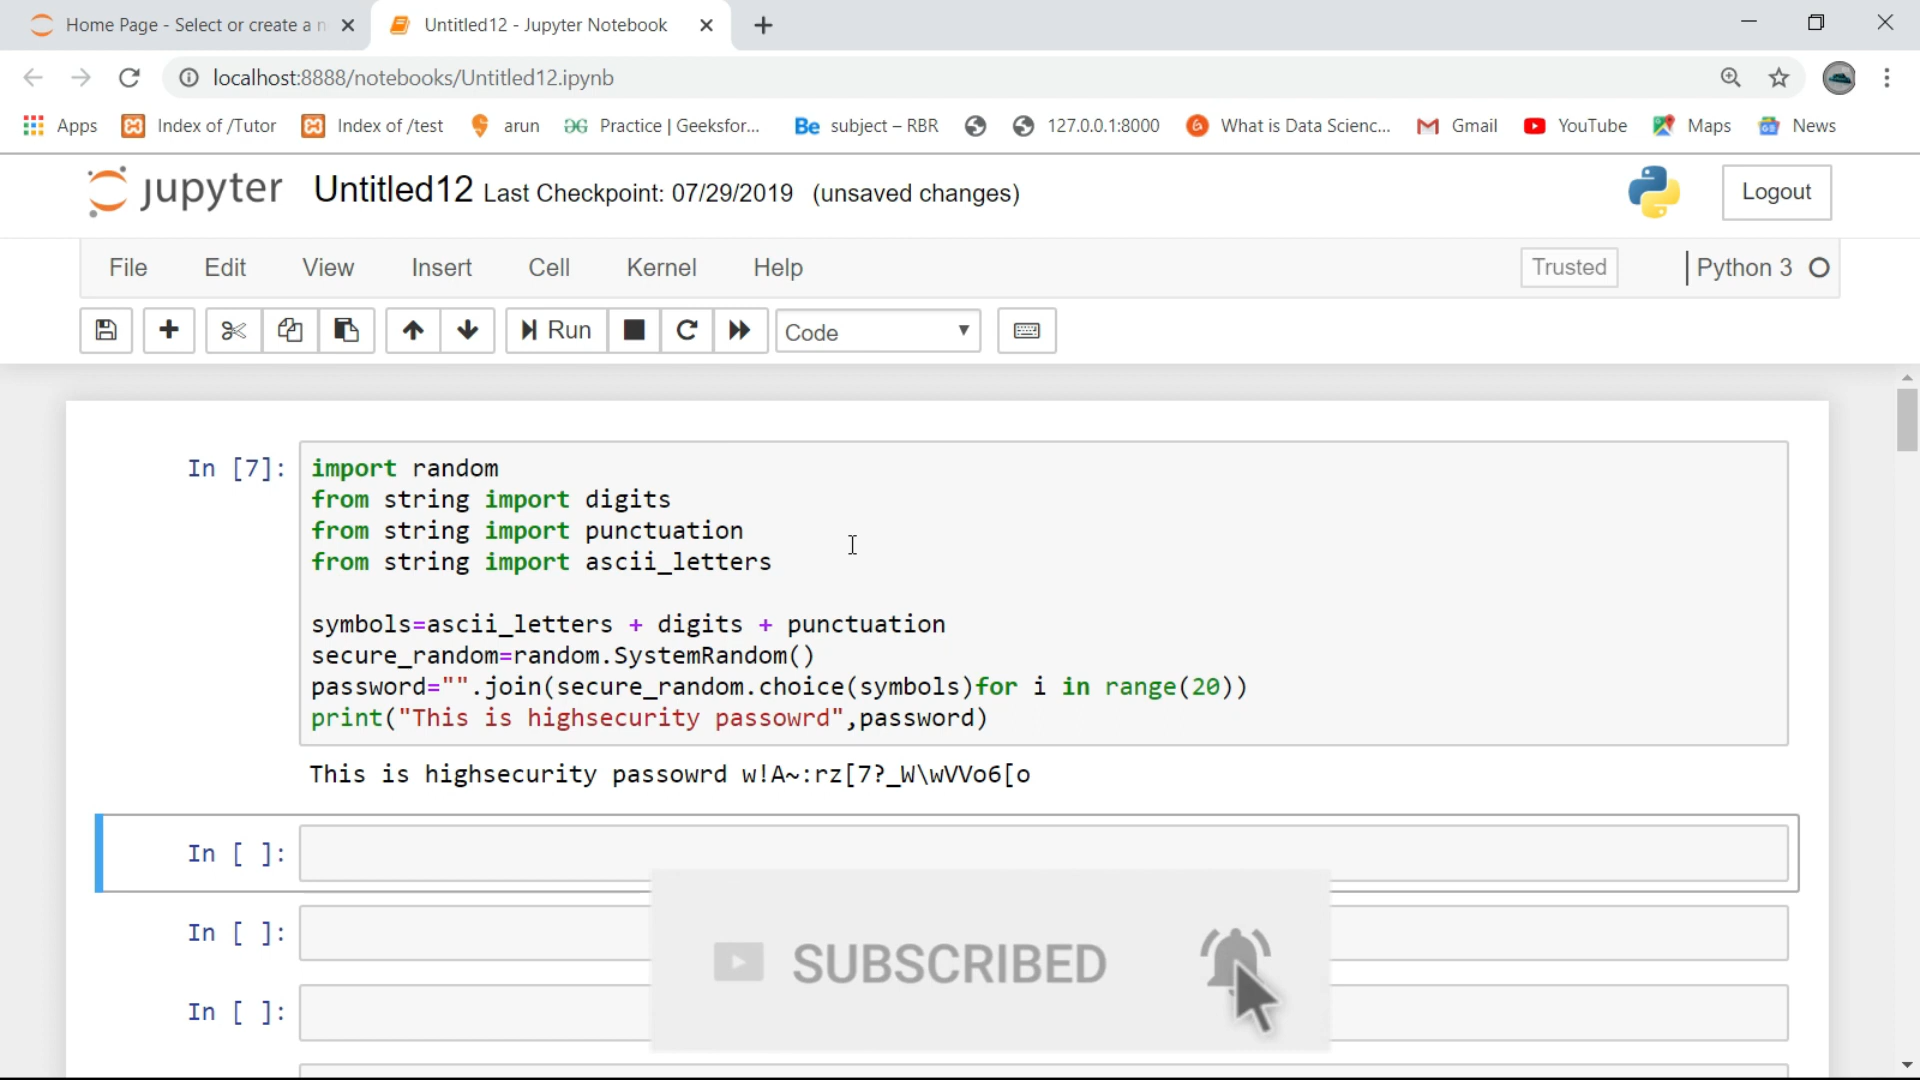 Home Page - Select or create a n
Untitled12 - Jupyter Notebook
localhost:8888/notebooks/Untitled12.ipynb
Apps
Index of /Tutor
Index of /test
arun
Practice | Geeksfor...
Be subject – RBR
127.0.0.1:8000
What is Data Scienc...
Gmail
YouTube
Maps
News
jupyter Untitled12 Last Checkpoint: 07/29/2019 (unsaved changes)
Logout
File Edit View Insert Cell Kernel Help
Trusted
Python 3
Run
Code
In [7]:
import random
from string import digits
from string import punctuation
from string import ascii_letters
symbols=ascii_letters + digits + punctuation
secure_random=random.SystemRandom()
password="".join(secure_random.choice(symbols)for i in range(20))
print("This is highsecurity passowrd",password)
This is highsecurity passowrd w!A~:rz[7?_W\wVVo6[o
In [ ]:
In [ ]:
SUBSCRIBED
In [ ]: